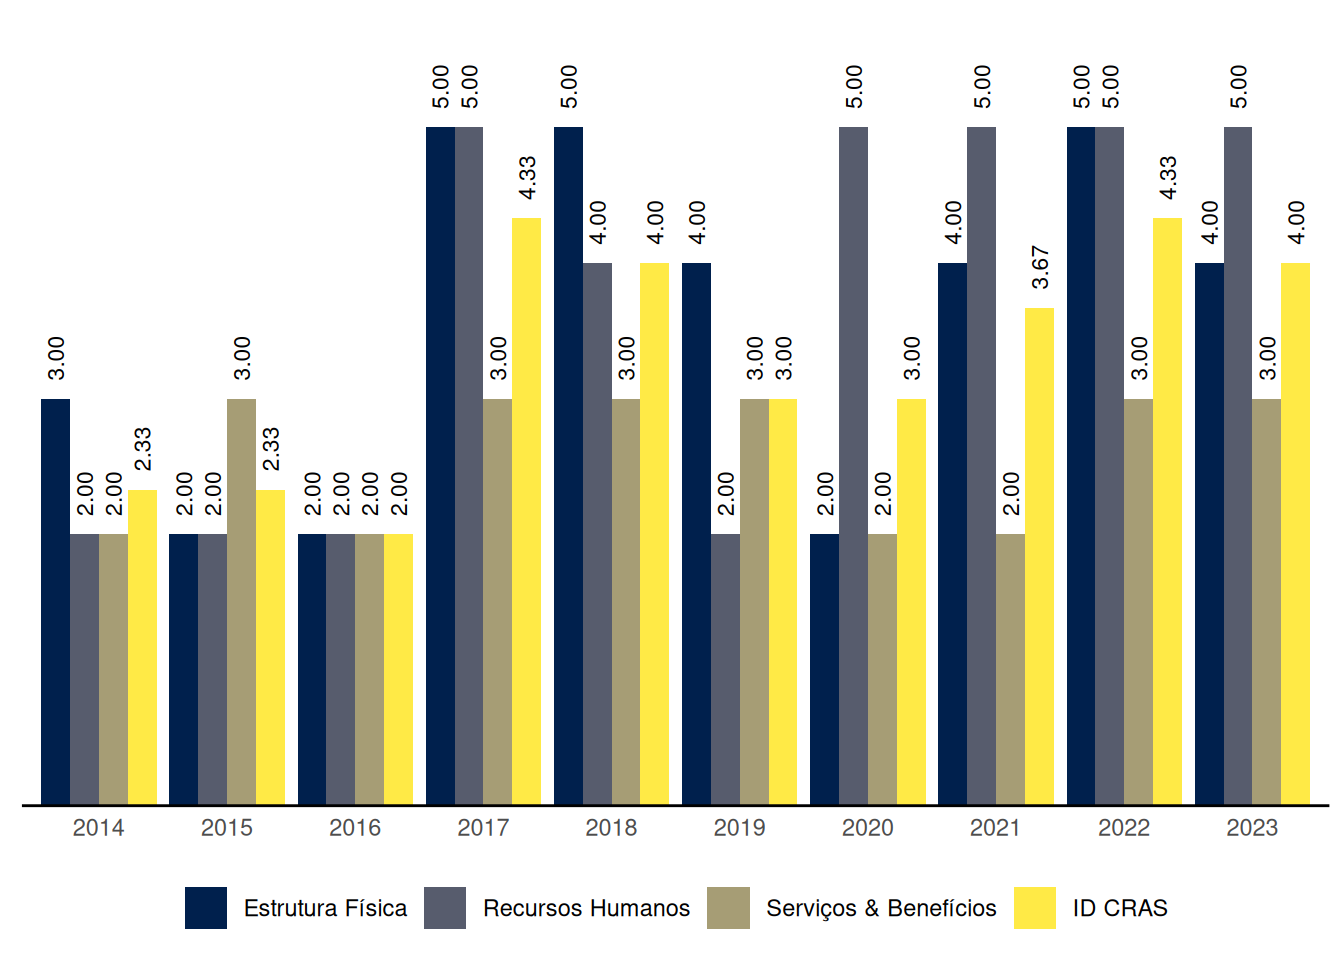 3.00 2.00 2.00 2.33 2.00 2.00 3.00 2.33 2.00 2.00 2.00 2.00 5.00 5.00 3.00 4.33 5.00 4.00 3.00 4.00 4.00 2.00 3.00 3.00 2.00 5.00 2.00 3.00 4.00 5.00 2.00 3.67 5.00 5.00 3.00 4.33 4.00 5.00 3.00 4.00
2014 2015 2016 2017 2018 2019 2020 2021 2022 2023
Estrutura Física Recursos Humanos Serviços & Benefícios ID CRAS